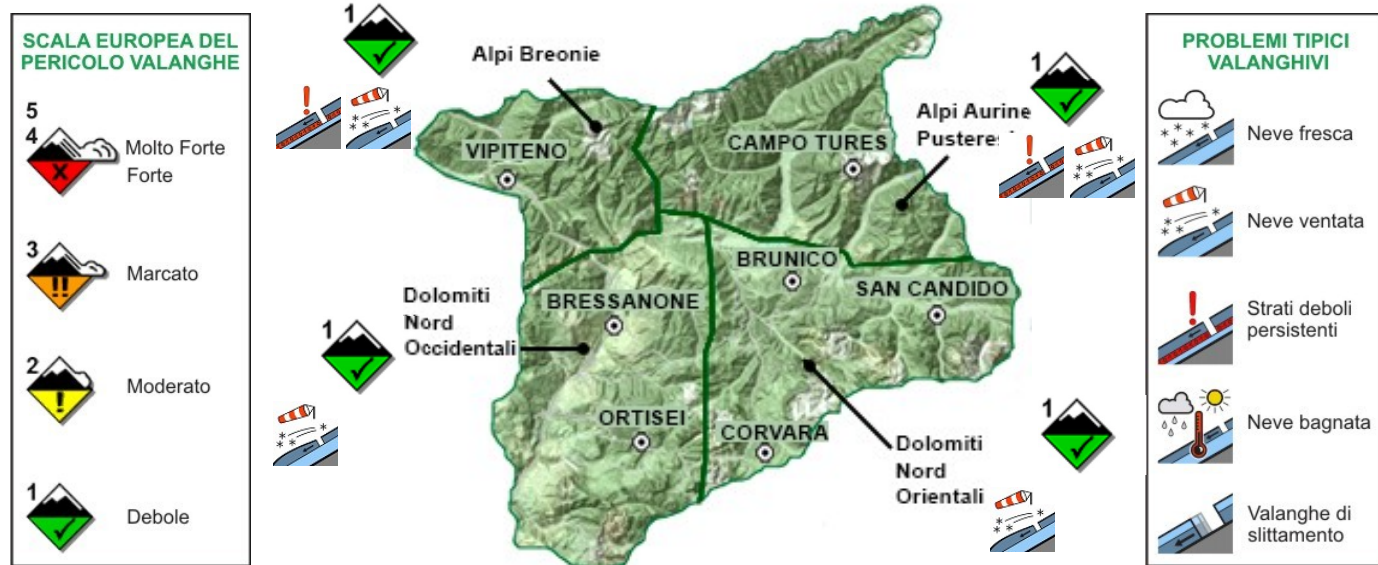 SCALA EUROPEA DEL
PERICOLO VALANGHE
5
4
Molto Forte
Forte
3
Marcato
2
Moderato
1
Debole
1
Alpi Breonie
1
Alpi Aurine
VIPITENO
CAMPO TURES
BRUNICO
SAN CANDIDO
Dolomiti
Nord
Occidentali
BRESSANONE
1
ORTISEI
CORVARA
Dolomiti
Nord
Orientali
1
PROBLEMI TIPICI
VALANGHIVI
Neve fresca
Neve ventata
Strati deboli
persistenti
Neve bagnata
Valanghe di
slittamento